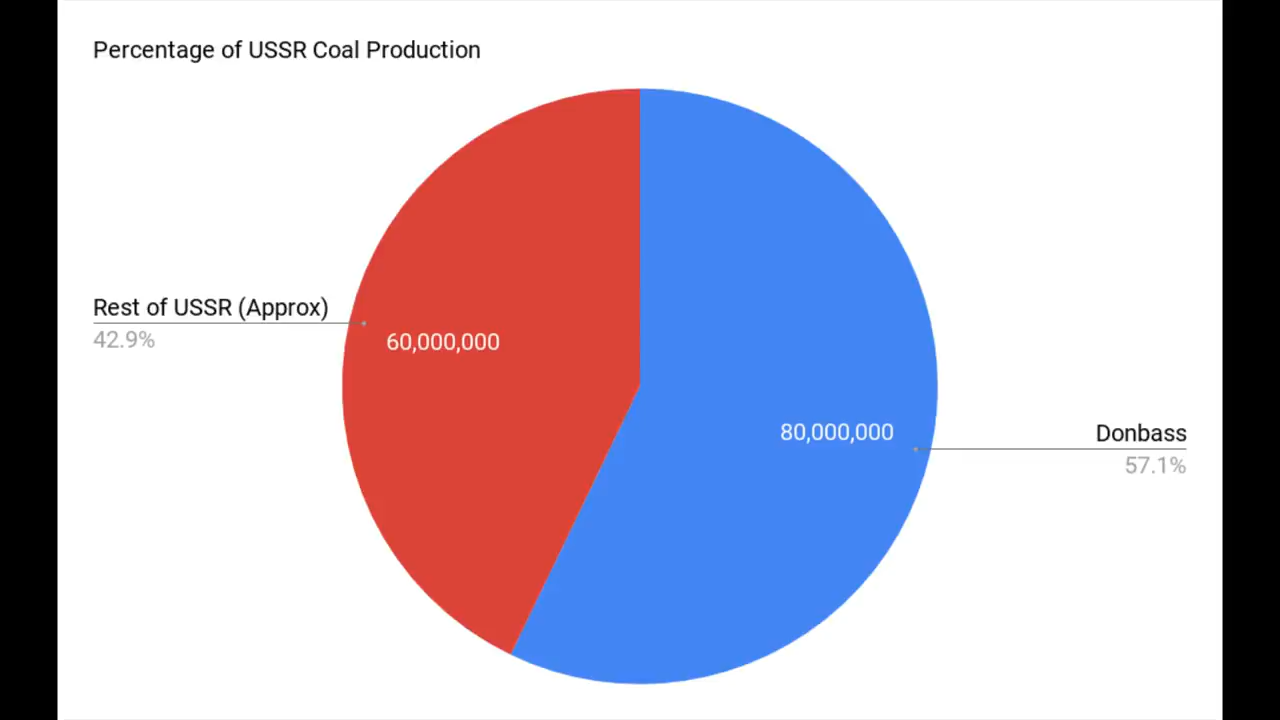 Percentage of USSR Coal Production
Rest of USSR (Approx)
42.9%
60,000,000
80,000,000
Donbass
57.1%